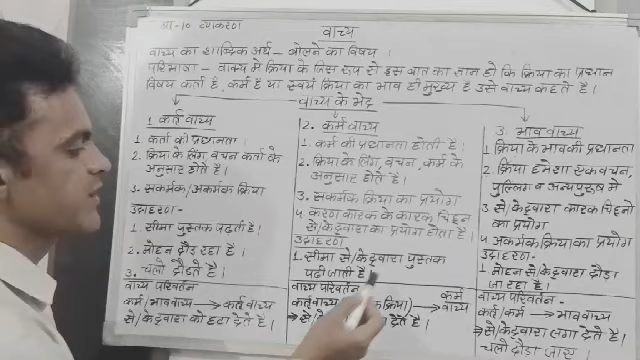 कक्षा-10 व्याकरण
वाच्य
वाच्य का शाब्दिक अर्थ – बोलने का विषय ।
परिभाषा – वाक्य में क्रिया के जिस रूप से इस बात का ज्ञान हो कि क्रिया का प्रधान
विषय कर्ता है, कर्म है या स्वयं क्रिया का भाव ही मुख्य है उसे वाच्य कहते है।
वाच्य के भेद
1. कर्तृ वाच्य
1. कर्ता की प्रधानता ।
2. क्रिया के लिंग, वचन कर्ता के
अनुसार होते है ।
3. सकर्मक/अकर्मक क्रिया
उदाहरण -
1. सीमा पुस्तक पढ़ती है ।
2. मोहन दौड़ रहा है ।
3. चलो दौड़ते है ।
वाच्य परिवर्तन
कर्म/भाववाच्य → कर्तृ वाच्य
से/के द्वारा को हटा देते है ।
2. कर्म वाच्य
1. कर्म की प्रधानता होती है ।
2. क्रिया के लिंग, वचन, कर्म के
अनुसार होते है ।
3. सकर्मक क्रिया का प्रयोग
4. करण कारक के कारक चिह्न
से/के द्वारा का प्रयोग होता है ।
उदाहरण
1. सीमा से/के द्वारा पुस्तक
पढ़ी जाती है ।
वाच्य परिवर्तन
कर्तृवाच्य क्रिया) → कर्म वाच्य
→ देते है ।
3. भाव वाच्य
1 क्रिया के भाव की प्रधानता
2. क्रिया हमेशा एकवचन में
पुल्लिंग व अन्यपुरुष में
3 से/के द्वारा कारक चिह्नो
का प्रयोग
4 अकर्मक क्रिया का प्रयोग
उदाहरण -
1 मोहन से/के द्वारा दौड़ा
जा रहा है ।
वाच्य परिवर्तन -
कर्तृ/कर्म → भाववाच्य
→ से/के द्वारा लगा देते है ।
चलो दौड़ा जाए ।